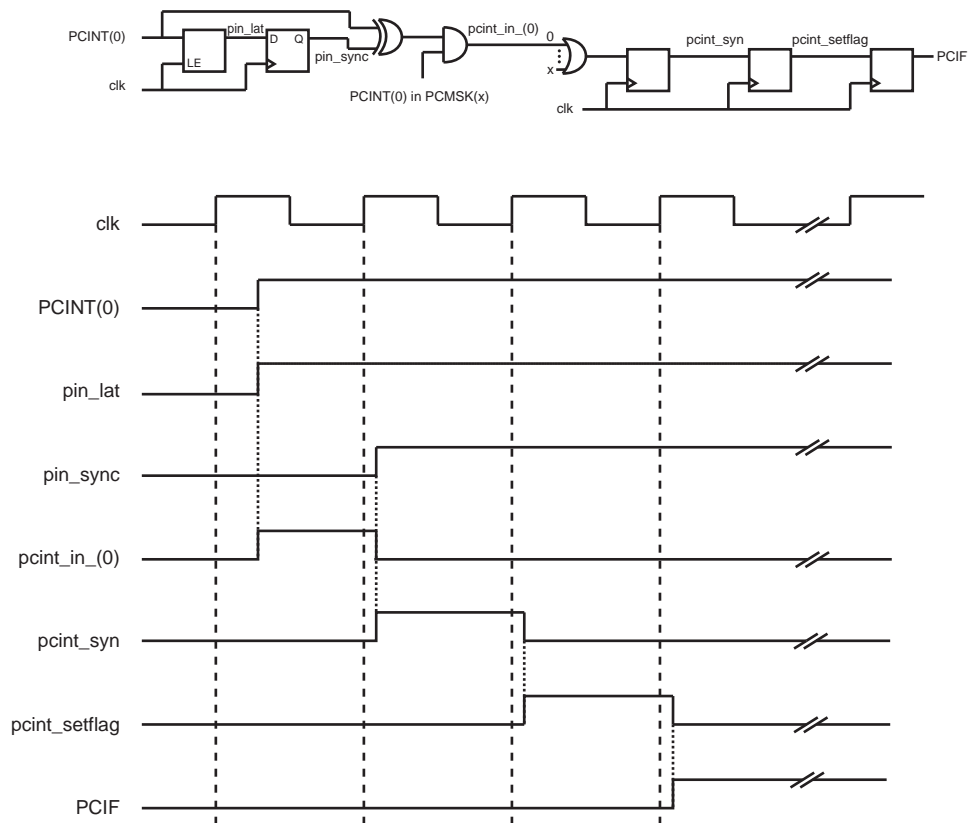 PCINT(0)
pin_lat
D Q
LE
pin_sync
clk
PCINT(0) in PCMSK(x)
pcint_in_(0)
0
x
pcint_syn
pcint_setflag
PCIF
clk
clk
PCINT(0)
pin_lat
pin_sync
pcint_in_(0)
pcint_syn
pcint_setflag
PCIF